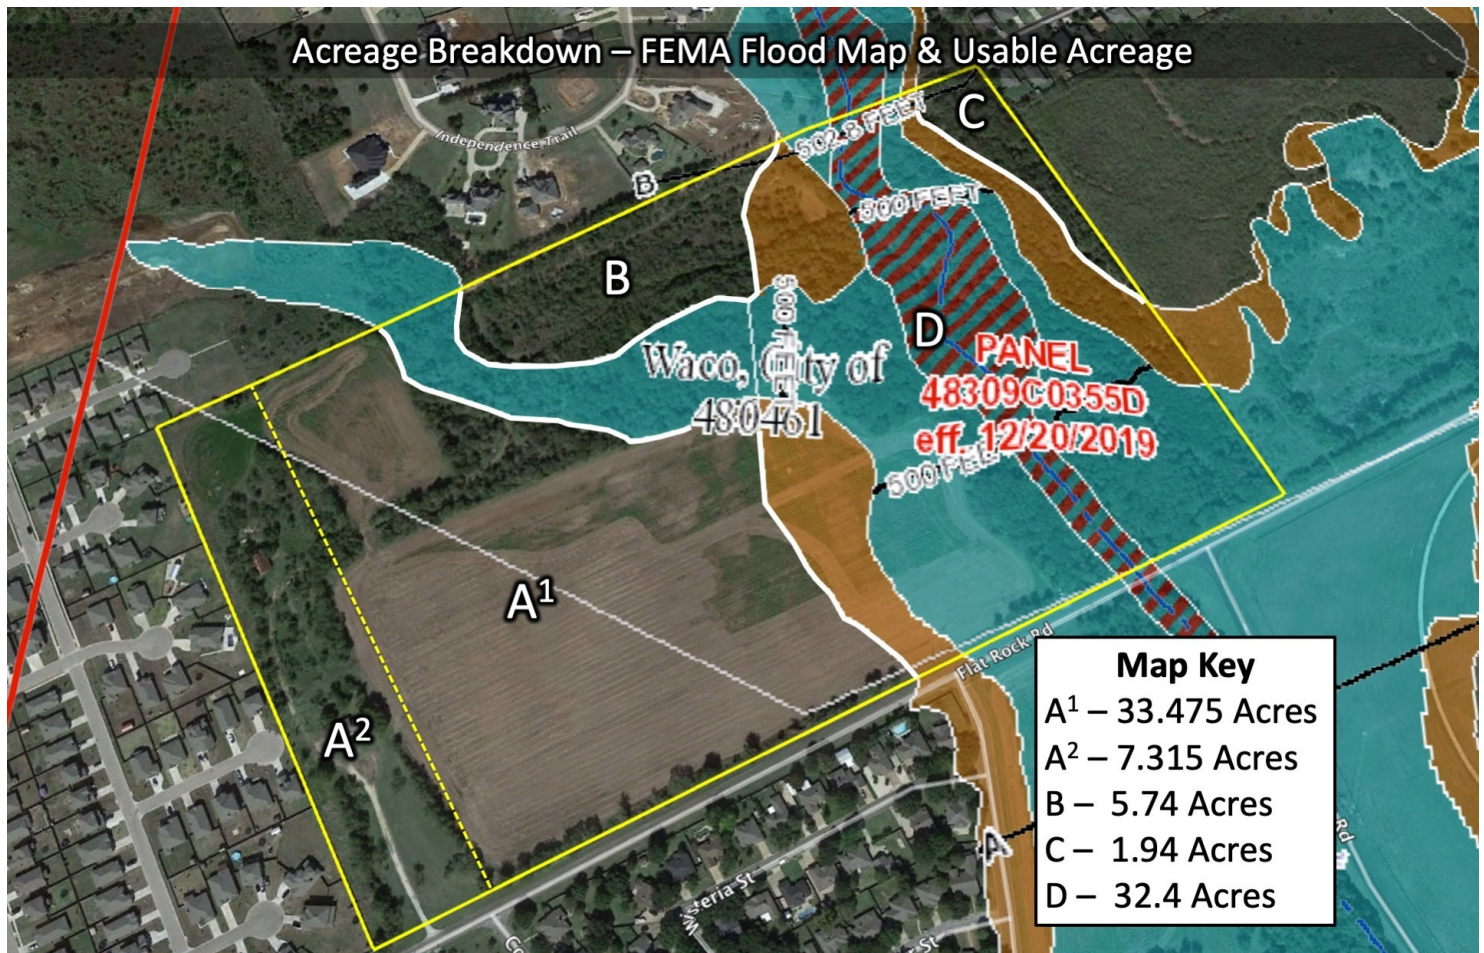 Acreage Breakdown – FEMA Flood Map & Usable Acreage
C
Independence Trail
502.8 FEET
B
500 FEET
B
500 FEET
D
Waco, City of
480461
PANEL
48309C0355D
eff. 12/20/2019
500 FEET
A¹
Flat Rock Rd
A²
Map Key
A¹ – 33.475 Acres
A² – 7.315 Acres
B – 5.74 Acres
C – 1.94 Acres
D – 32.4 Acres
Rd
A
Wisteria St
St
Co